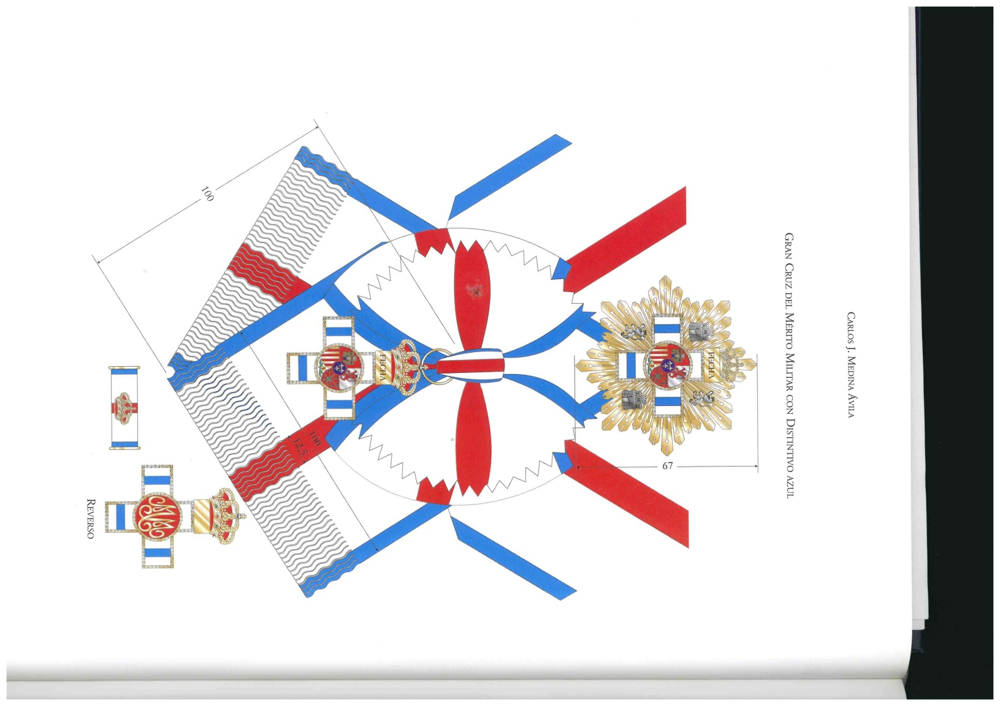 CARLOS J. MEDINA ÁVILA
GRAN CRUZ DEL MÉRITO MILITAR CON DISTINTIVO AZUL
FECHA
67
FECHA
100
100
12,5
REVERSO